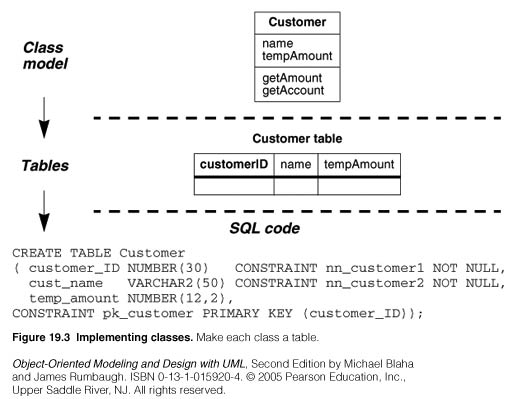 Customer
Class
model
name
tempAmount
getAmount
getAccount
Customer table
Tables
customerID name tempAmount
SQL code
CREATE TABLE Customer
( customer_ID NUMBER(30) CONSTRAINT nn_customer1 NOT NULL,
cust_name VARCHAR2(50) CONSTRAINT nn_customer2 NOT NULL,
temp_amount NUMBER(12,2),
CONSTRAINT pk_customer PRIMARY KEY (customer_ID));
Figure 19.3 Implementing classes. Make each class a table.
Object-Oriented Modeling and Design with UML, Second Edition by Michael Blaha
and James Rumbaugh. ISBN 0-13-1-015920-4. © 2005 Pearson Education, Inc.,
Upper Saddle River, NJ. All rights reserved.